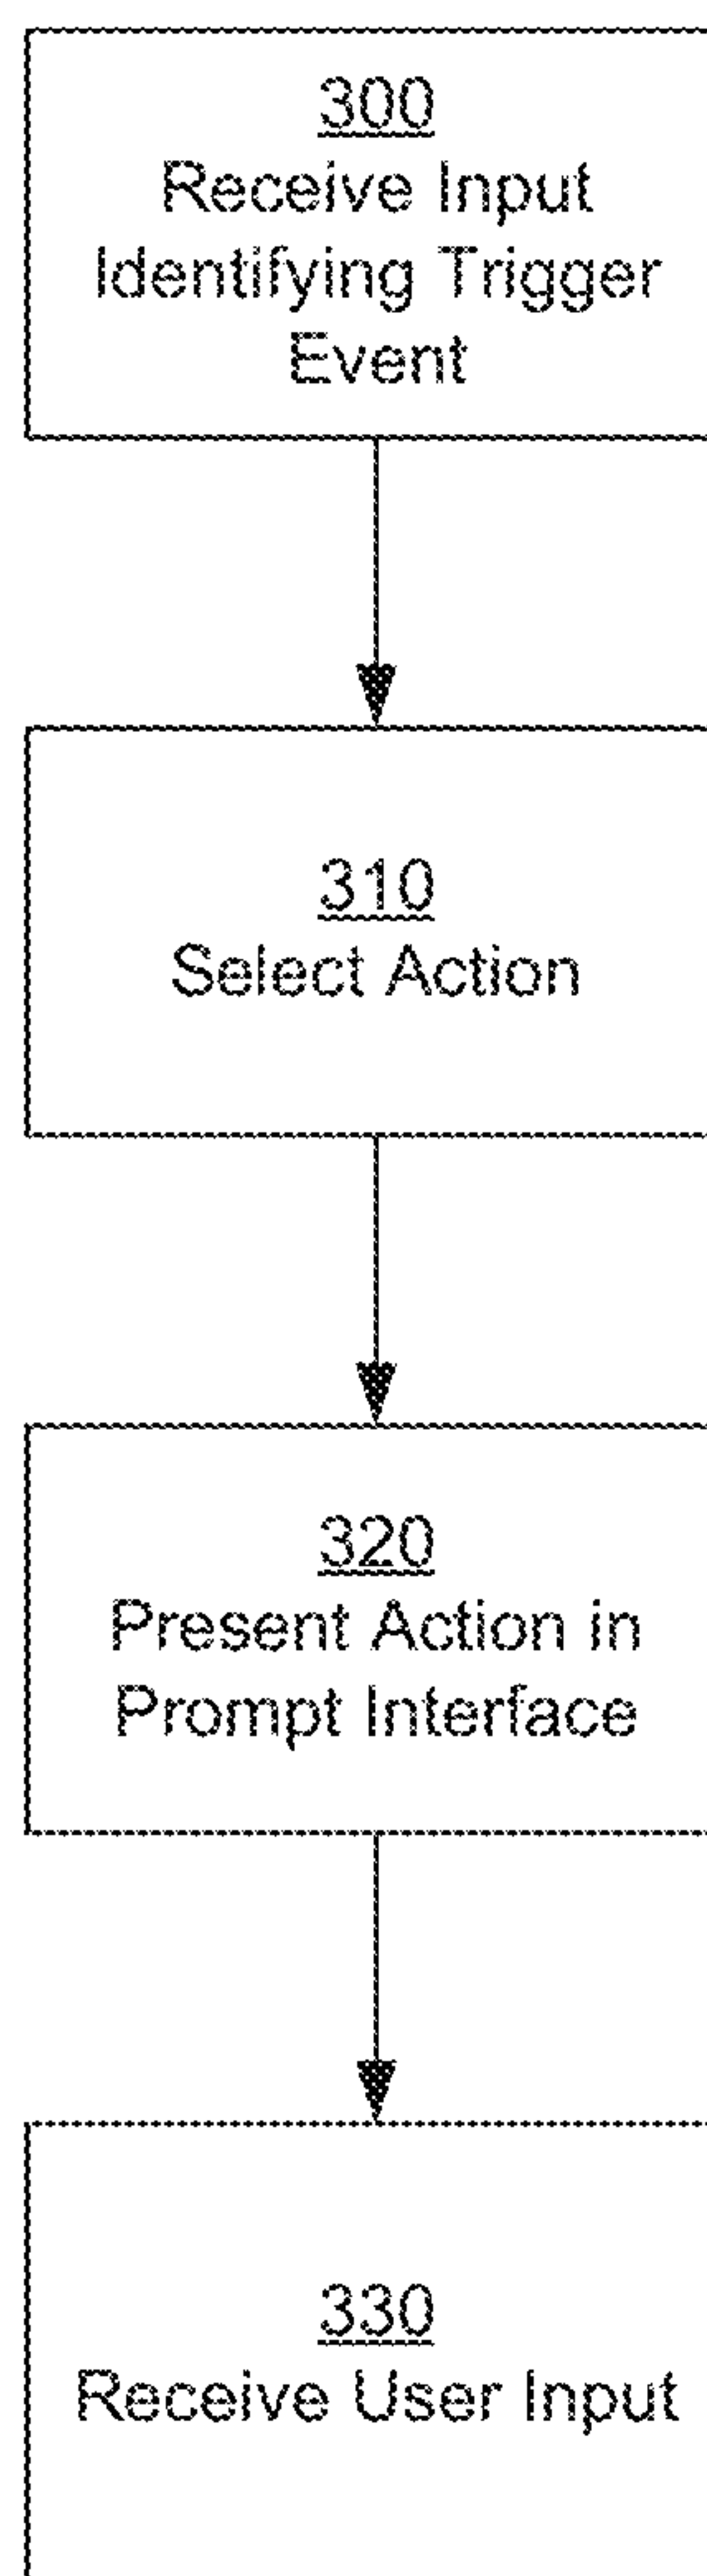 300
Receive Input
Identifying Trigger
Event
310
Select Action
320
Present Action in
Prompt Interface
330
Receive User Input